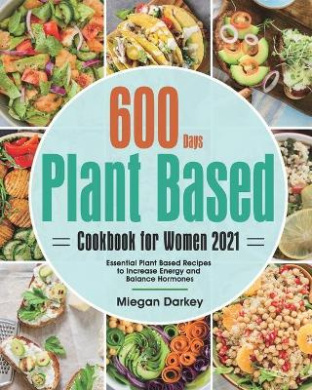 600 Days
Plant Based
Cookbook for Women 2021
Essential Plant Based Recipes
to Increase Energy and
Balance Hormones
Miegan Darkey